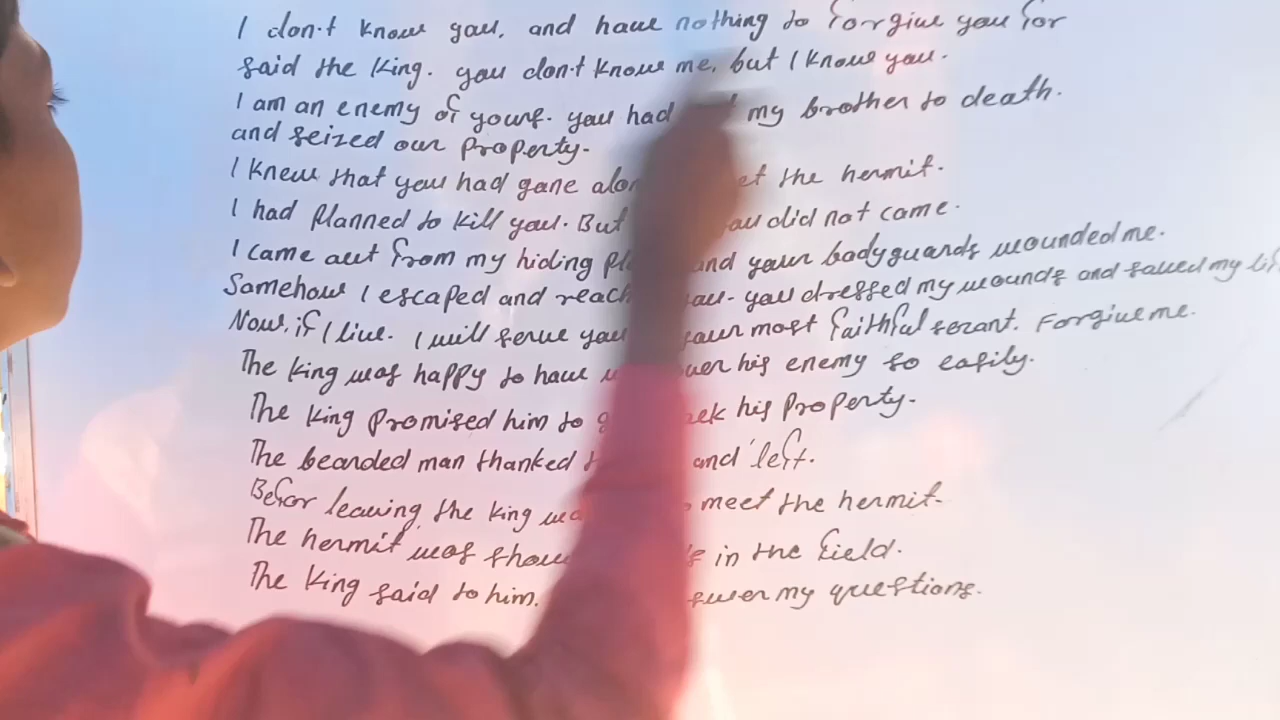 I don't know you, and have nothing to forgive you for
said the King. you don't know me, but I know you.
I am an enemy of yours. you had my brother to death.
and seized our Property.
I knew that you had gone the hermit.
I had Planned to kill you. But did not come.
I came out from my hiding and your bodyguards wounded me.
Somehow I escaped and you dressed my wounds and saved my
Now, if I live. I will serve you your most faithful serant. Forgive me.
The King was happy to have his enemy so easily.
The King Promised him to his Property.
The bearded man thanked and left.
Befor leaving, the King meet the hermit.
The hermit was in the field.
The King said to him. my questions.